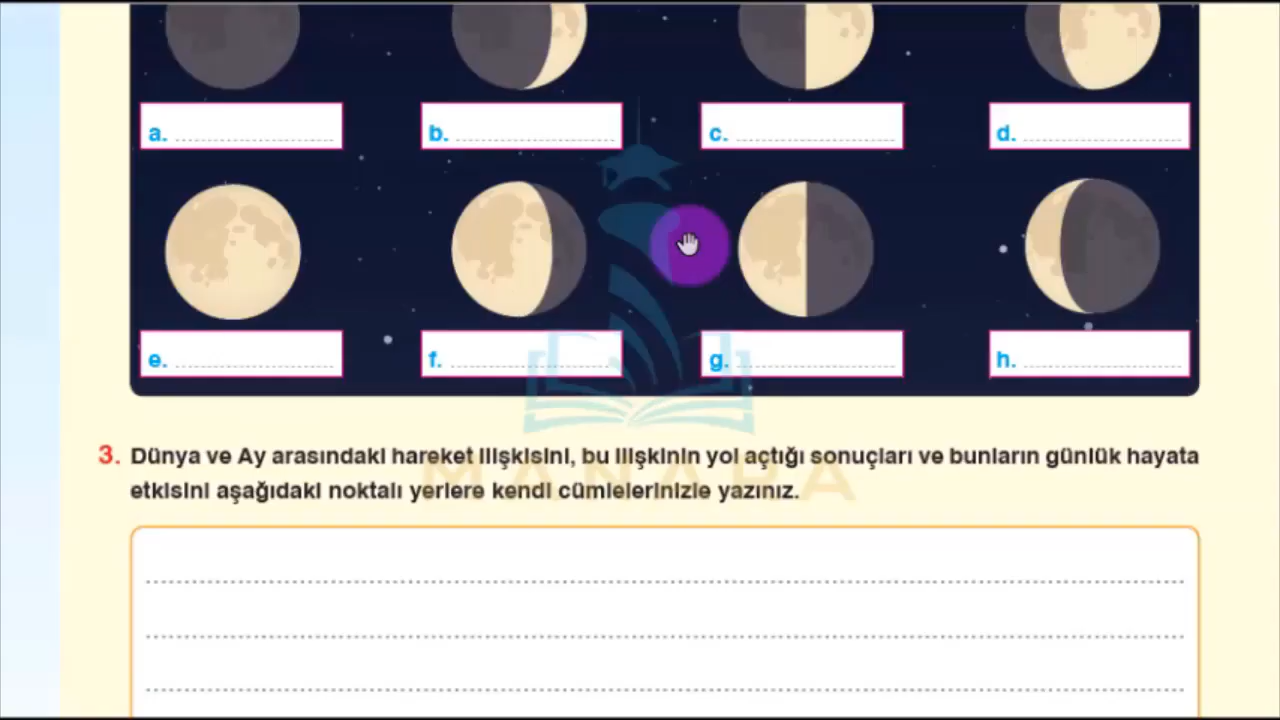 a. ..............................
b. ..............................
c. ..............................
d. ..............................
e. ..............................
f. ..............................
g. ..............................
h. ..............................
3. Dünya ve Ay arasındaki hareket ilişkisini, bu ilişkinin yol açtığı sonuçları ve bunların günlük hayata
etkisini aşağıdaki noktalı yerlere kendi cümlelerinizle yazınız.
MANARA